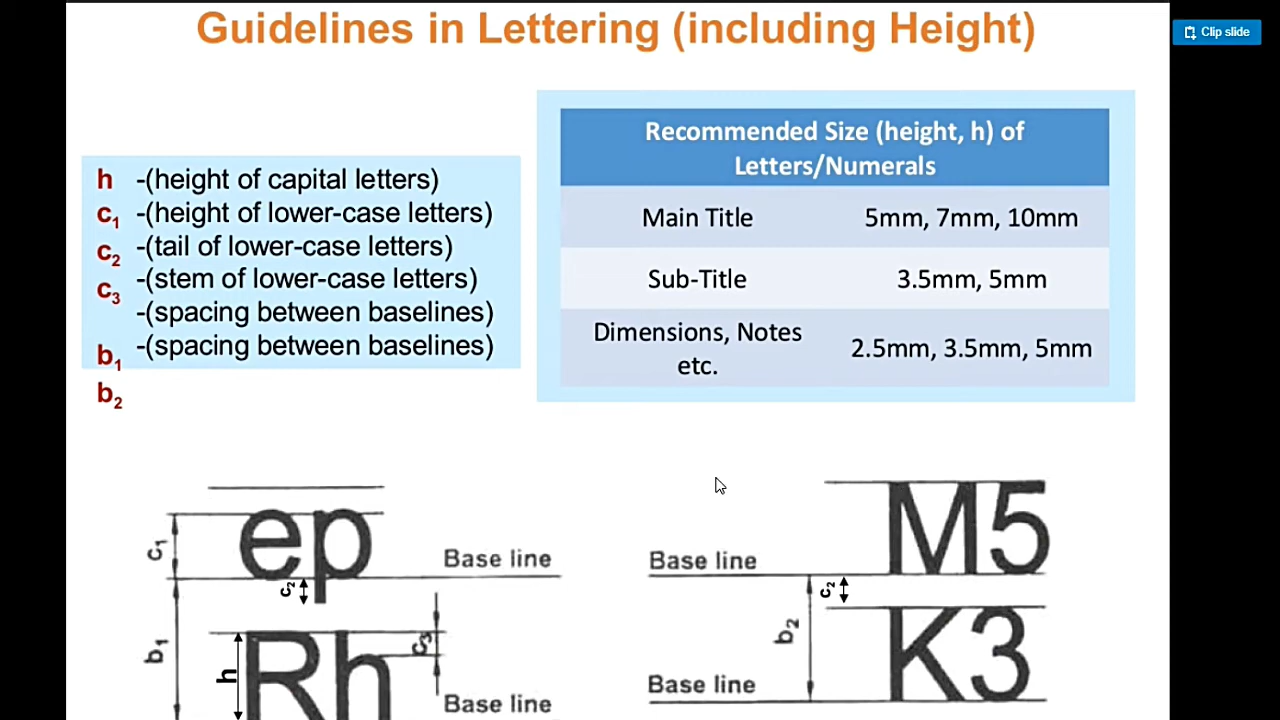 Guidelines in Lettering (including Height)
Clip slide
h -(height of capital letters)
c1 -(height of lower-case letters)
c2 -(tail of lower-case letters)
c3 -(stem of lower-case letters)
-(spacing between baselines)
b1 -(spacing between baselines)
b2
Recommended Size (height, h) of
Letters/Numerals
Main Title 5mm, 7mm, 10mm
Sub-Title 3.5mm, 5mm
Dimensions, Notes
etc. 2.5mm, 3.5mm, 5mm
ep
c1
Base line
c2
b1
Rh
h
c3
Base line
M5
Base line
c2
b2
K3
Base line